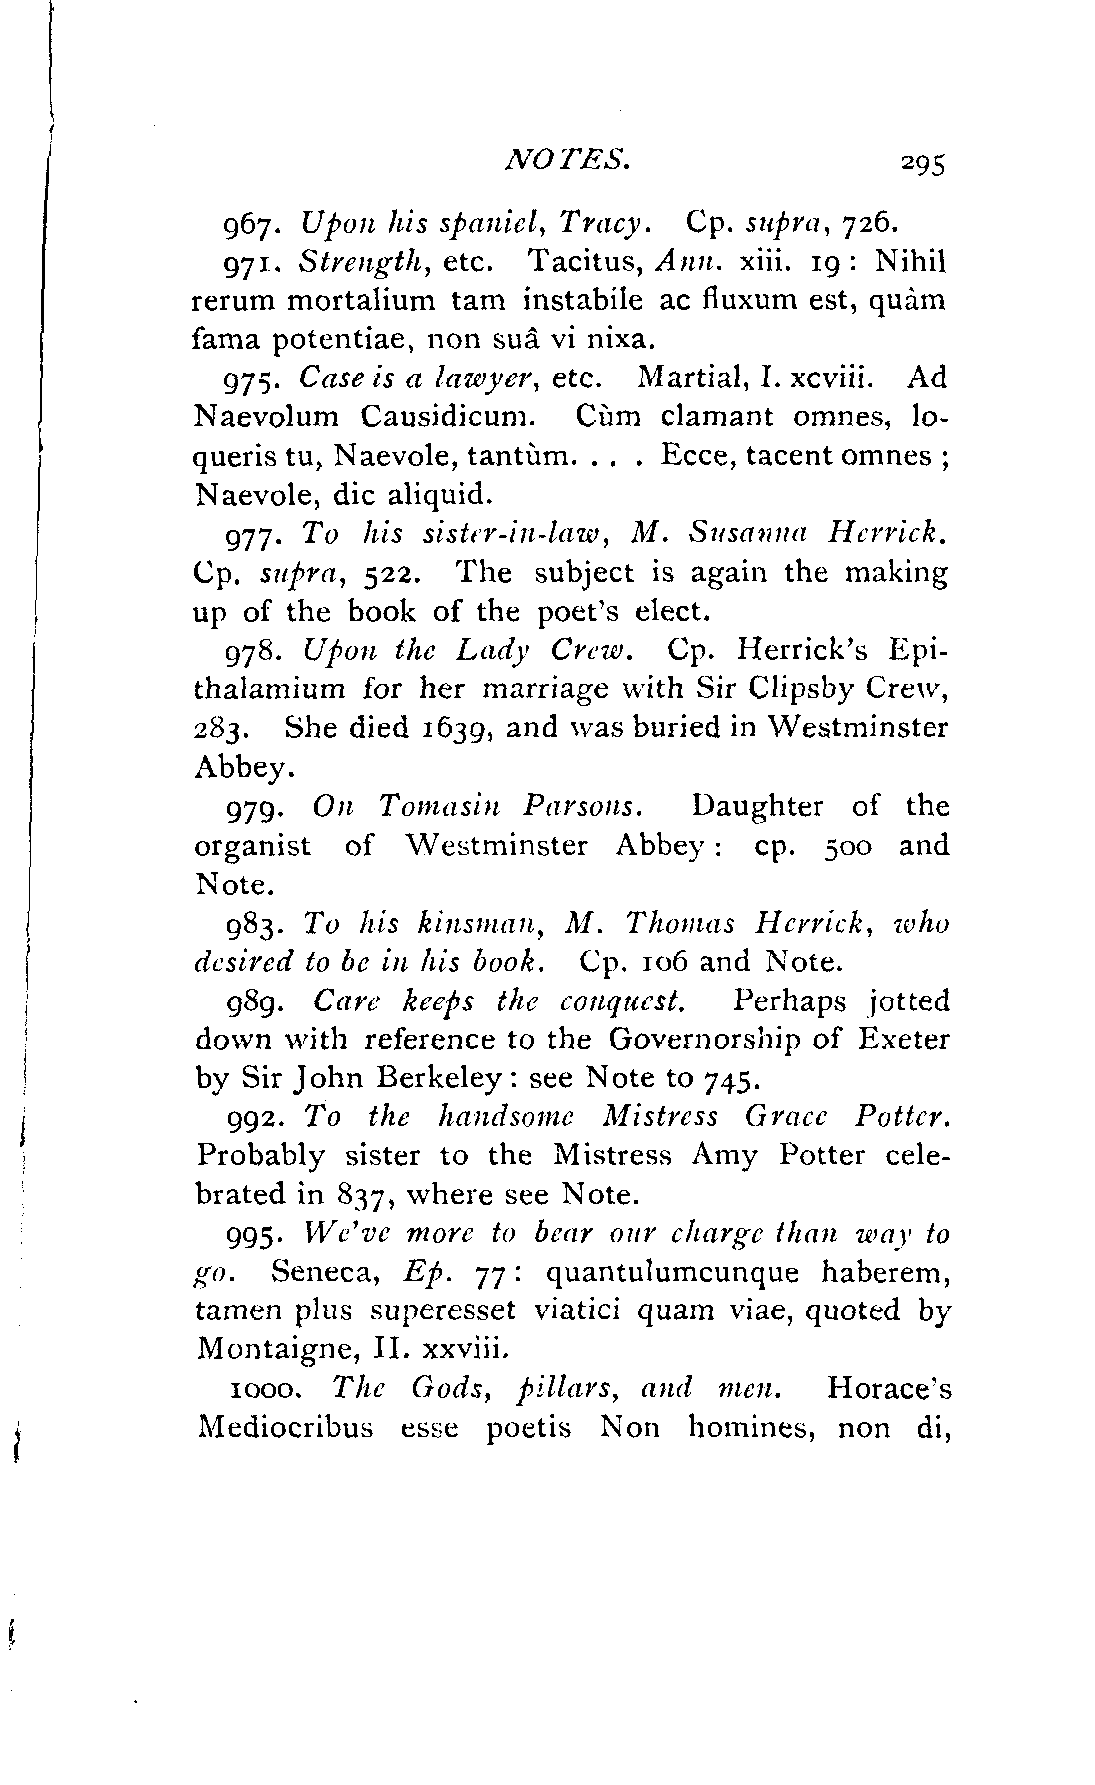 NOTES. 295
967. Upon his spaniel, Tracy. Cp. supra, 726.
971. Strength, etc. Tacitus, Ann. xiii. 19 : Nihil
rerum mortalium tam instabile ac fluxum est, quàm
fama potentiae, non suâ vi nixa.
975. Case is a lawyer, etc. Martial, I. xcviii. Ad
Naevolum Causidicum. Cùm clamant omnes, lo-
queris tu, Naevole, tantùm. . . . Ecce, tacent omnes ;
Naevole, dic aliquid.
977. To his sister-in-law, M. Susanna Herrick.
Cp. supra, 522. The subject is again the making
up of the book of the poet's elect.
978. Upon the Lady Crew. Cp. Herrick's Epi-
thalamium for her marriage with Sir Clipsby Crew,
283. She died 1639, and was buried in Westminster
Abbey.
979. On Tomasin Parsons. Daughter of the
organist of Westminster Abbey : cp. 500 and
Note.
983. To his kinsman, M. Thomas Herrick, who
desired to be in his book. Cp. 106 and Note.
989. Care keeps the conquest. Perhaps jotted
down with reference to the Governorship of Exeter
by Sir John Berkeley : see Note to 745.
992. To the handsome Mistress Grace Potter.
Probably sister to the Mistress Amy Potter cele-
brated in 837, where see Note.
995. We've more to bear our charge than way to
go. Seneca, Ep. 77 : quantulumcunque haberem,
tamen plus superesset viatici quam viae, quoted by
Montaigne, II. xxviii.
1000. The Gods, pillars, and men. Horace's
Mediocribus esse poetis Non homines, non di,